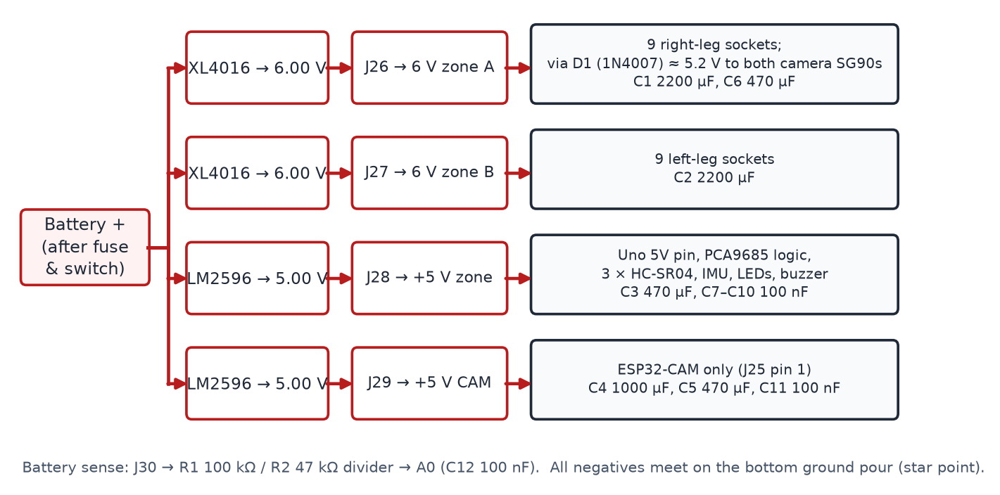 XL4016 → 6.00 V
J26 → 6 V zone A
9 right-leg sockets;
via D1 (1N4007) ≈ 5.2 V to both camera SG90s
C1 2200 µF, C6 470 µF
XL4016 → 6.00 V
J27 → 6 V zone B
9 left-leg sockets
C2 2200 µF
Battery +
(after fuse
& switch)
LM2596 → 5.00 V
J28 → +5 V zone
Uno 5V pin, PCA9685 logic,
3 × HC-SR04, IMU, LEDs, buzzer
C3 470 µF, C7–C10 100 nF
LM2596 → 5.00 V
J29 → +5 V CAM
ESP32-CAM only (J25 pin 1)
C4 1000 µF, C5 470 µF, C11 100 nF
Battery sense: J30 → R1 100 kΩ / R2 47 kΩ divider → A0 (C12 100 nF).  All negatives meet on the bottom ground pour (star point).